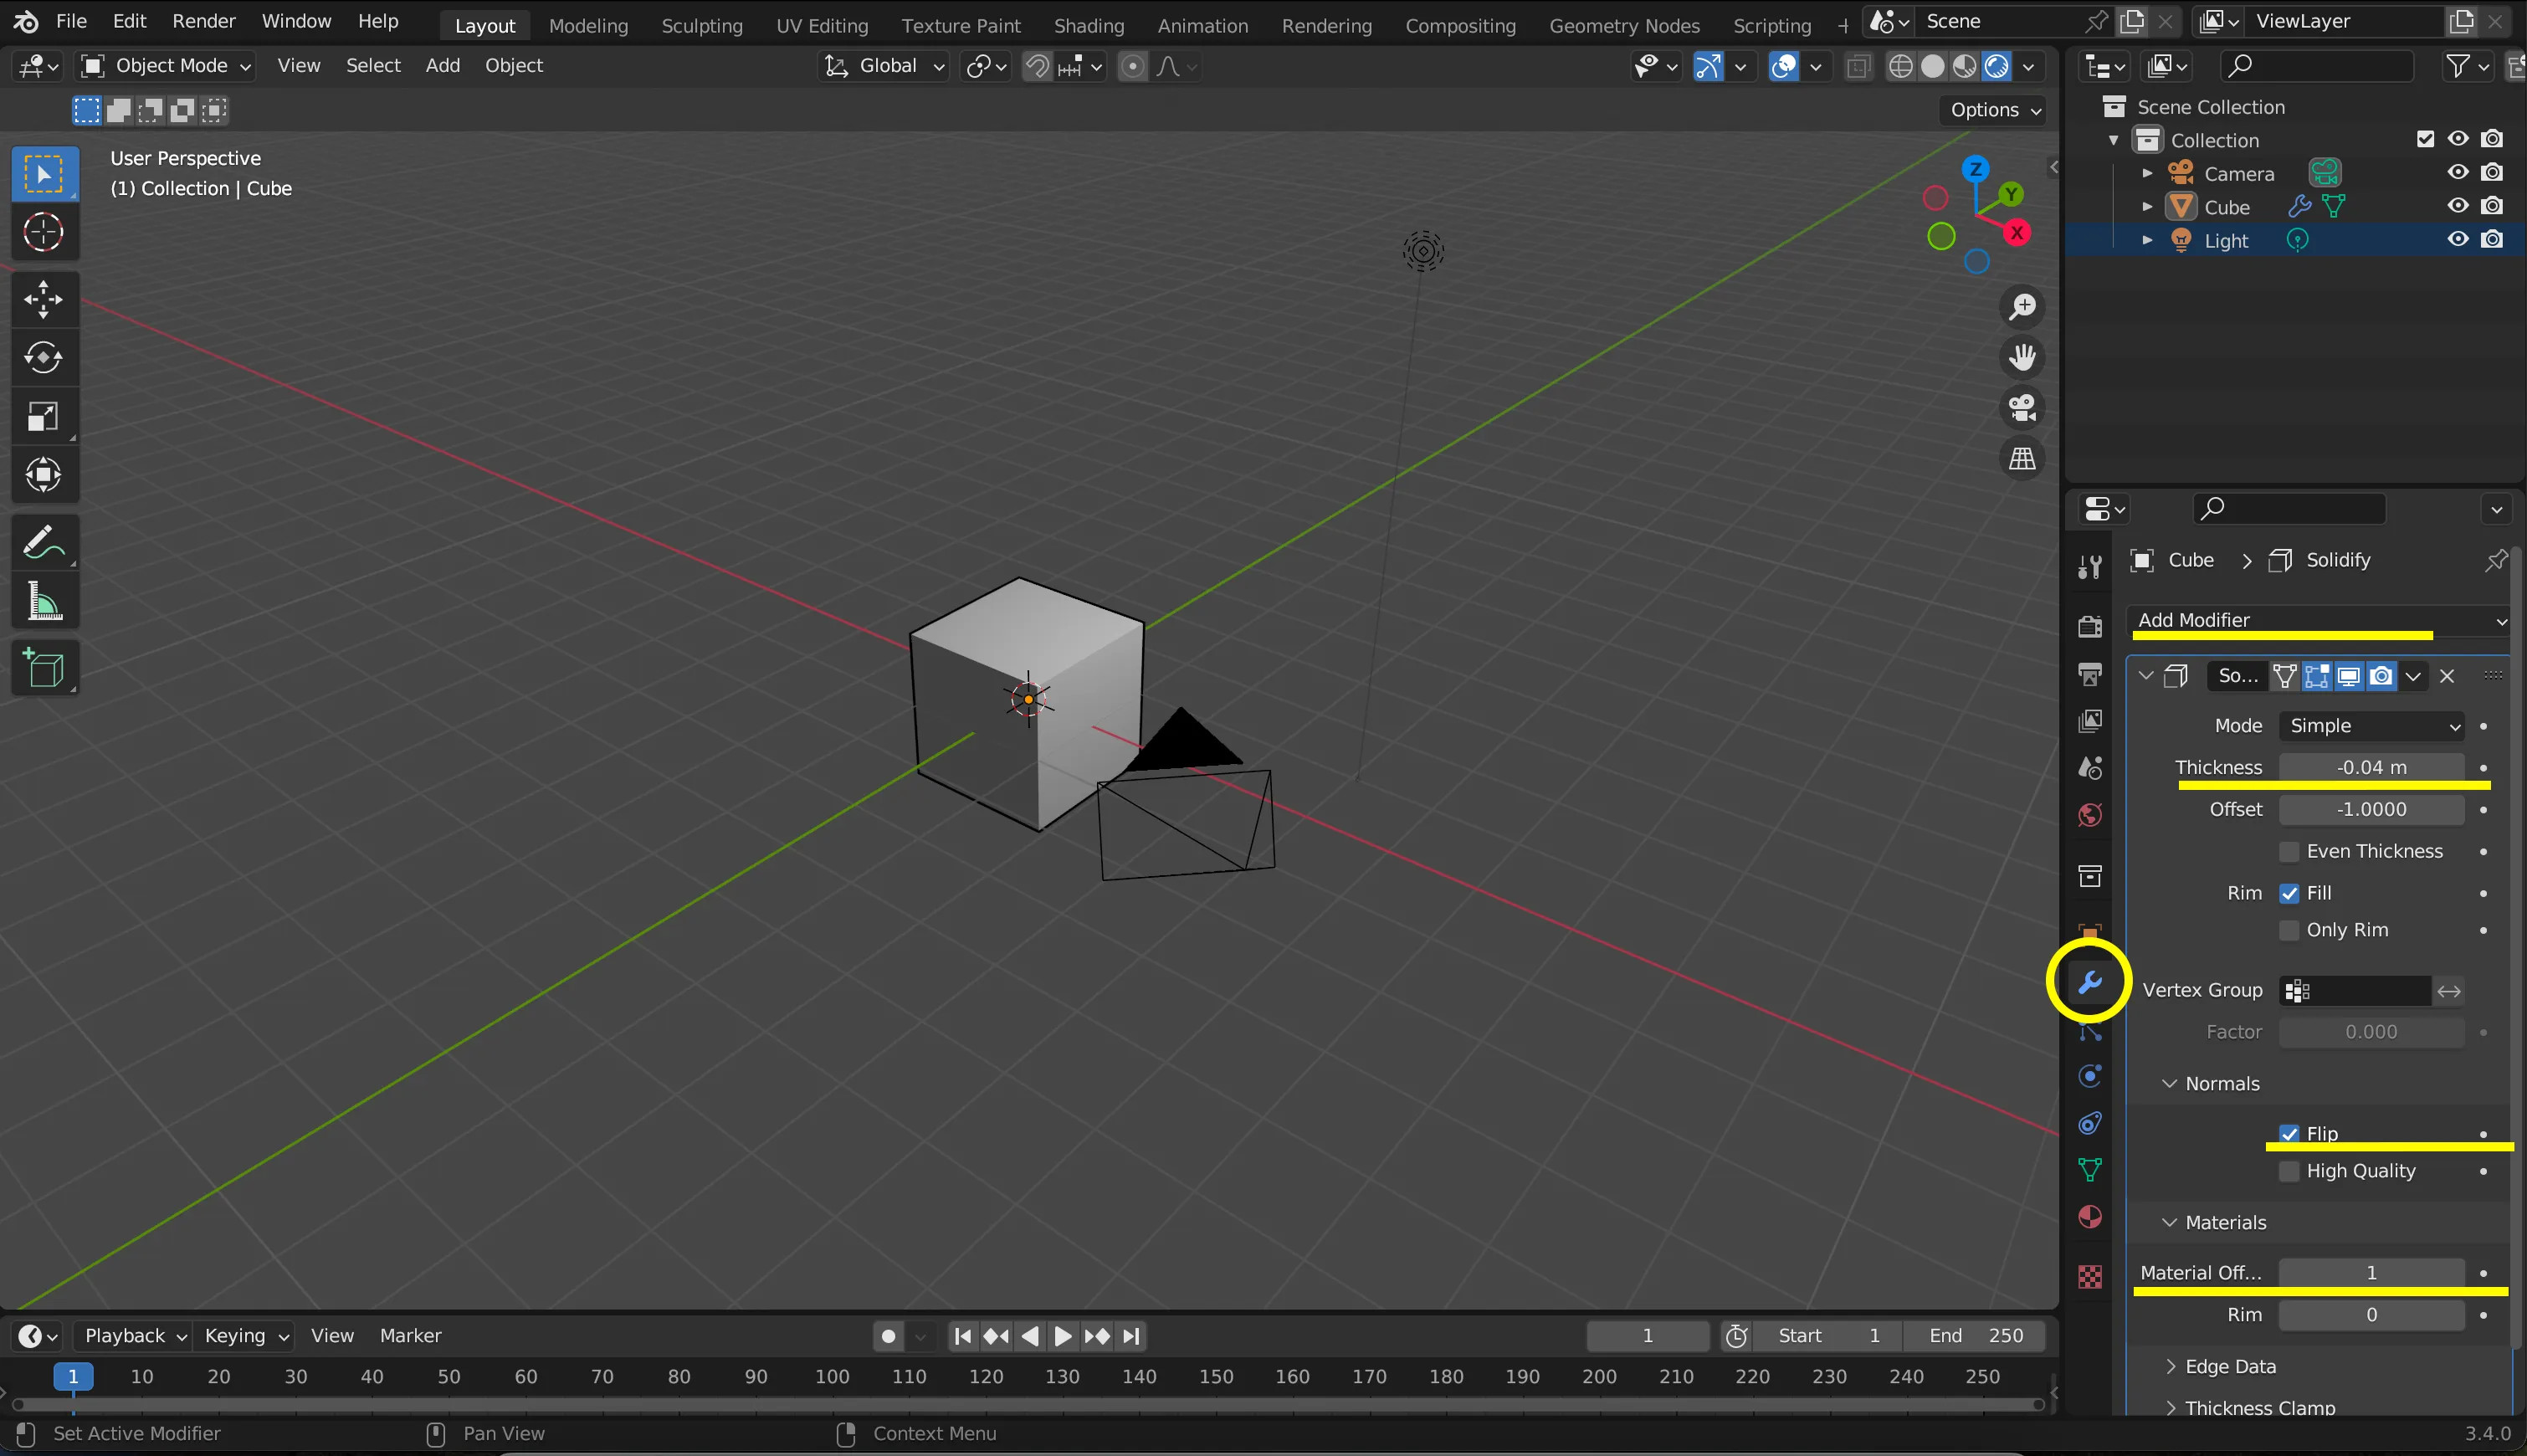 File Edit Render Window Help Layout Modeling Sculpting UV Editing Texture Paint Shading Animation Rendering Compositing Geometry Nodes Scripting + Scene ViewLayer
Object Mode View Select Add Object Global
Options
User Perspective
(1) Collection | Cube
Z
Y
X
Scene Collection
Collection
Camera
Cube
Light
Cube > Solidify
Add Modifier
So...
Mode Simple
Thickness -0.04 m
Offset -1.0000
Even Thickness
Rim Fill
Only Rim
Vertex Group
Factor 0.000
Normals
Flip
High Quality
Materials
Material Off... 1
Rim 0
Edge Data
Thickness Clamp
Playback Keying View Marker 1 Start 1 End 250
1 10 20 30 40 50 60 70 80 90 100 110 120 130 140 150 160 170 180 190 200 210 220 230 240 250
Set Active Modifier Pan View Context Menu 3.4.0